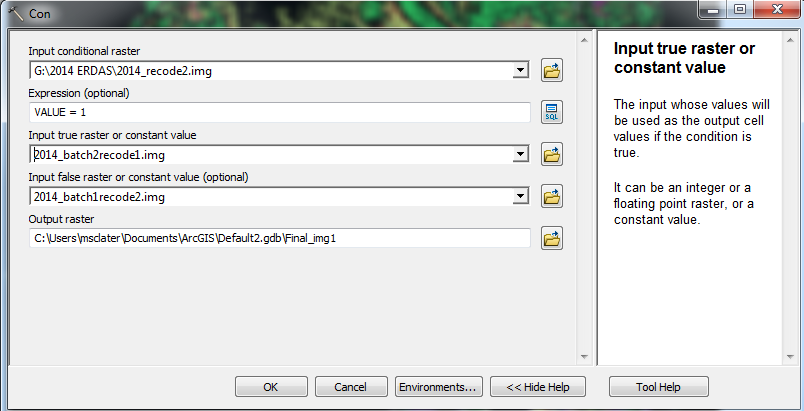 Con
Input conditional raster
G:\2014 ERDAS\2014_recode2.img
Expression (optional)
VALUE = 1
SQL
Input true raster or constant value
2014_batch2recode1.img
Input false raster or constant value (optional)
2014_batch1recode2.img
Output raster
C:\Users\msclater\Documents\ArcGIS\Default2.gdb\Final_img1
OK
Cancel
Environments...
<< Hide Help
Input true raster or
constant value
The input whose values will
be used as the output cell
values if the condition is
true.
It can be an integer or a
floating point raster, or a
constant value.
Tool Help